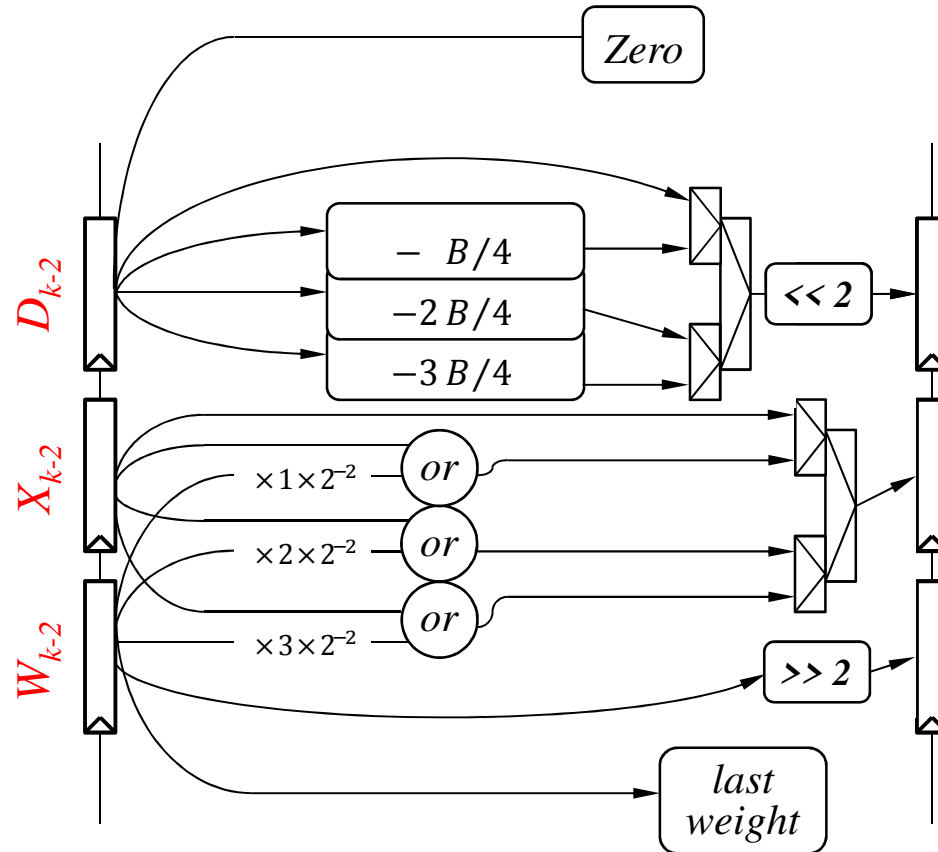 Zero
D_{k-2}
− B/4
−2 B/4
−3 B/4
<< 2
X_{k-2}
or
×1×2⁻²
or
×2×2⁻²
or
×3×2⁻²
W_{k-2}
>> 2
last
weight